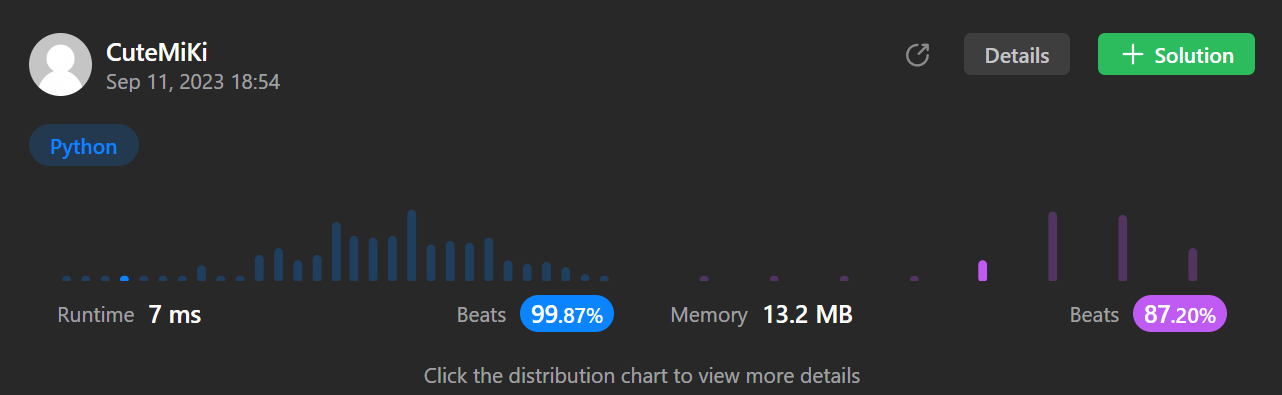 CuteMiKi
Sep 11, 2023 18:54
Details
+ Solution
Python
Runtime 7 ms Beats 99.87% Memory 13.2 MB Beats 87.20%
Click the distribution chart to view more details